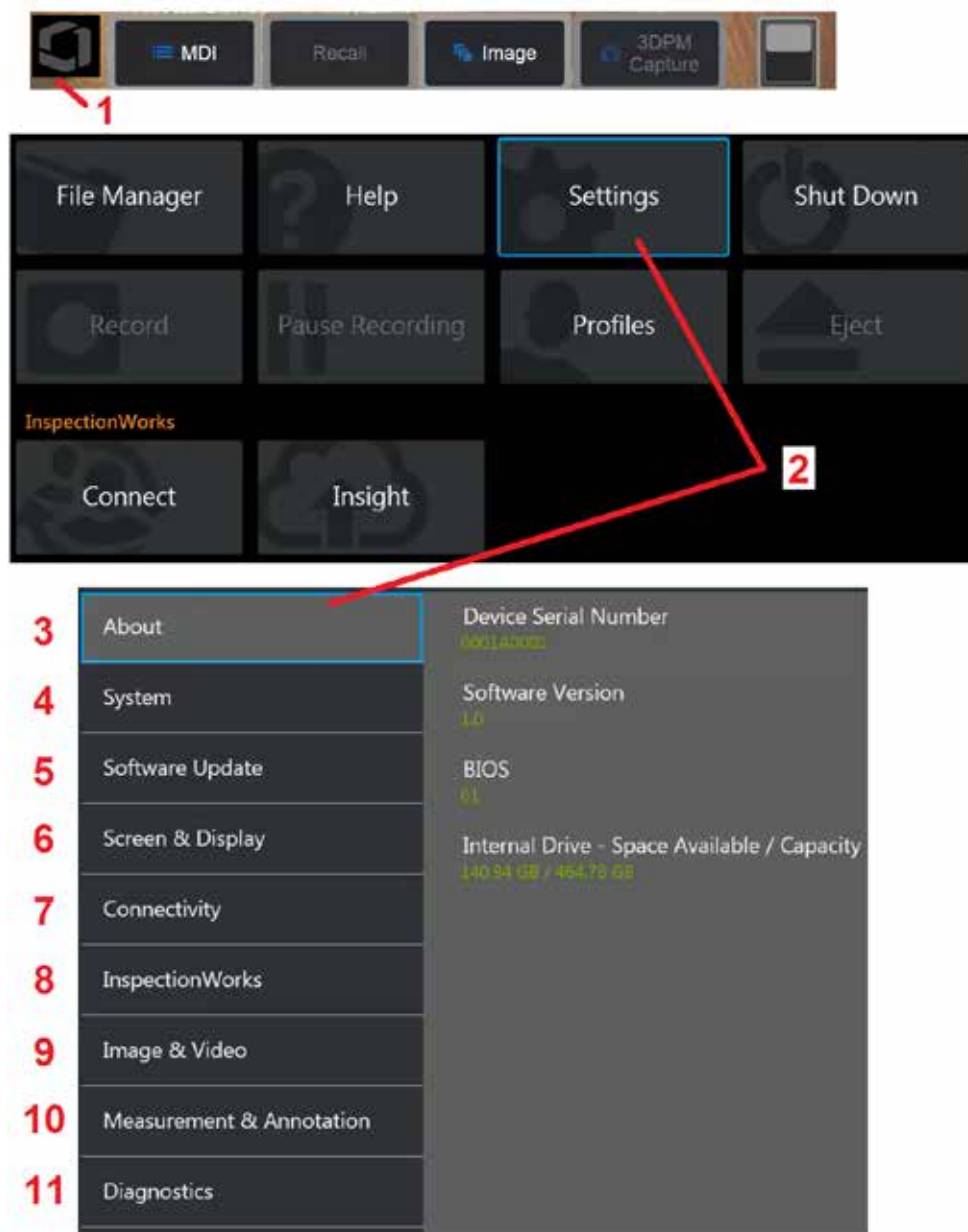 MDI
Recall
Image
3DPM
Capture
1
File Manager
Help
Settings
Shut Down
Record
Pause Recording
Profiles
Eject
InspectionWorks
Connect
Insight
2
3
About
4
System
5
Software Update
6
Screen & Display
7
Connectivity
8
InspectionWorks
9
Image & Video
10
Measurement & Annotation
11
Diagnostics
Device Serial Number
Software Version
1.0
BIOS
01
Internal Drive - Space Available / Capacity
140.94 GB / 464.78 GB